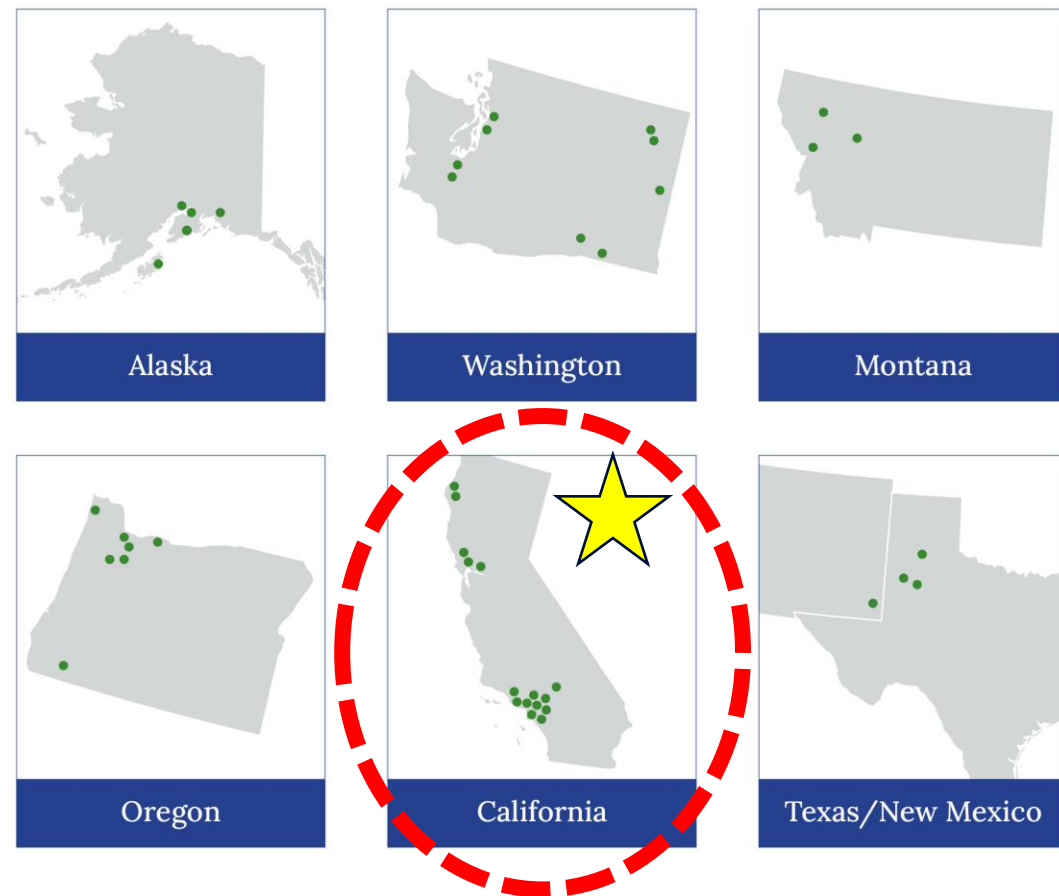 Alaska
Washington
Montana
Oregon
California
Texas/New Mexico